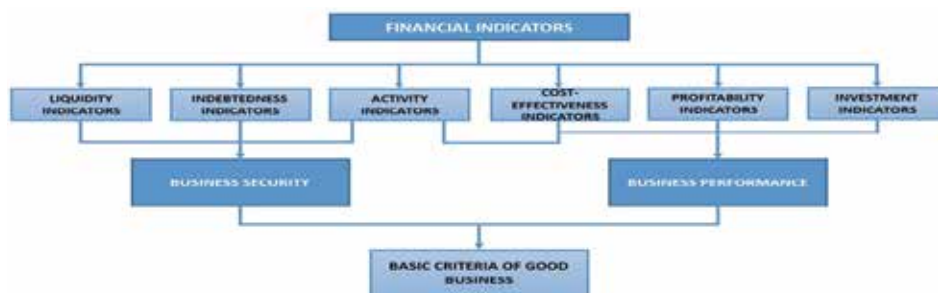 FINANCIAL INDICATORS
LIQUIDITY
INDICATORS
INDEBTEDNESS
INDICATORS
ACTIVITY
INDICATORS
COST-
EFFECTIVENESS
INDICATORS
PROFITABILITY
INDICATORS
INVESTMENT
INDICATORS
BUSINESS SECURITY
BUSINESS PERFORMANCE
BASIC CRITERIA OF GOOD
BUSINESS